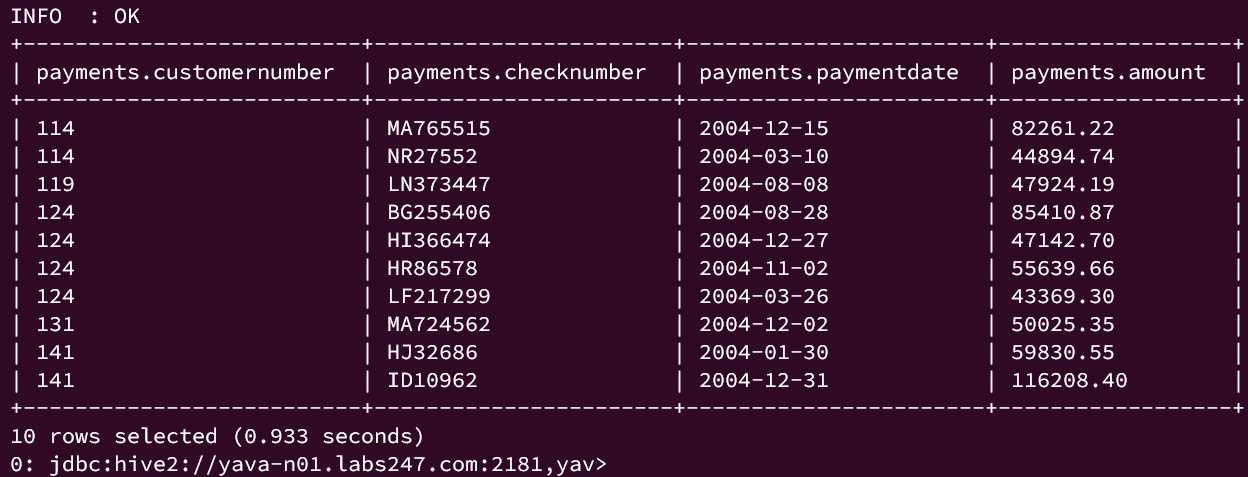 INFO  : OK
+--------------------------+-----------------------+-----------------------+------------------+
| payments.customernumber  | payments.checknumber  | payments.paymentdate  | payments.amount  |
+--------------------------+-----------------------+-----------------------+------------------+
| 114                      | MA765515              | 2004-12-15            | 82261.22         |
| 114                      | NR27552               | 2004-03-10            | 44894.74         |
| 119                      | LN373447              | 2004-08-08            | 47924.19         |
| 124                      | BG255406              | 2004-08-28            | 85410.87         |
| 124                      | HI366474              | 2004-12-27            | 47142.70         |
| 124                      | HR86578               | 2004-11-02            | 55639.66         |
| 124                      | LF217299              | 2004-03-26            | 43369.30         |
| 131                      | MA724562              | 2004-12-02            | 50025.35         |
| 141                      | HJ32686               | 2004-01-30            | 59830.55         |
| 141                      | ID10962               | 2004-12-31            | 116208.40        |
+--------------------------+-----------------------+-----------------------+------------------+
10 rows selected (0.933 seconds)
0: jdbc:hive2://yava-n01.labs247.com:2181,yav>